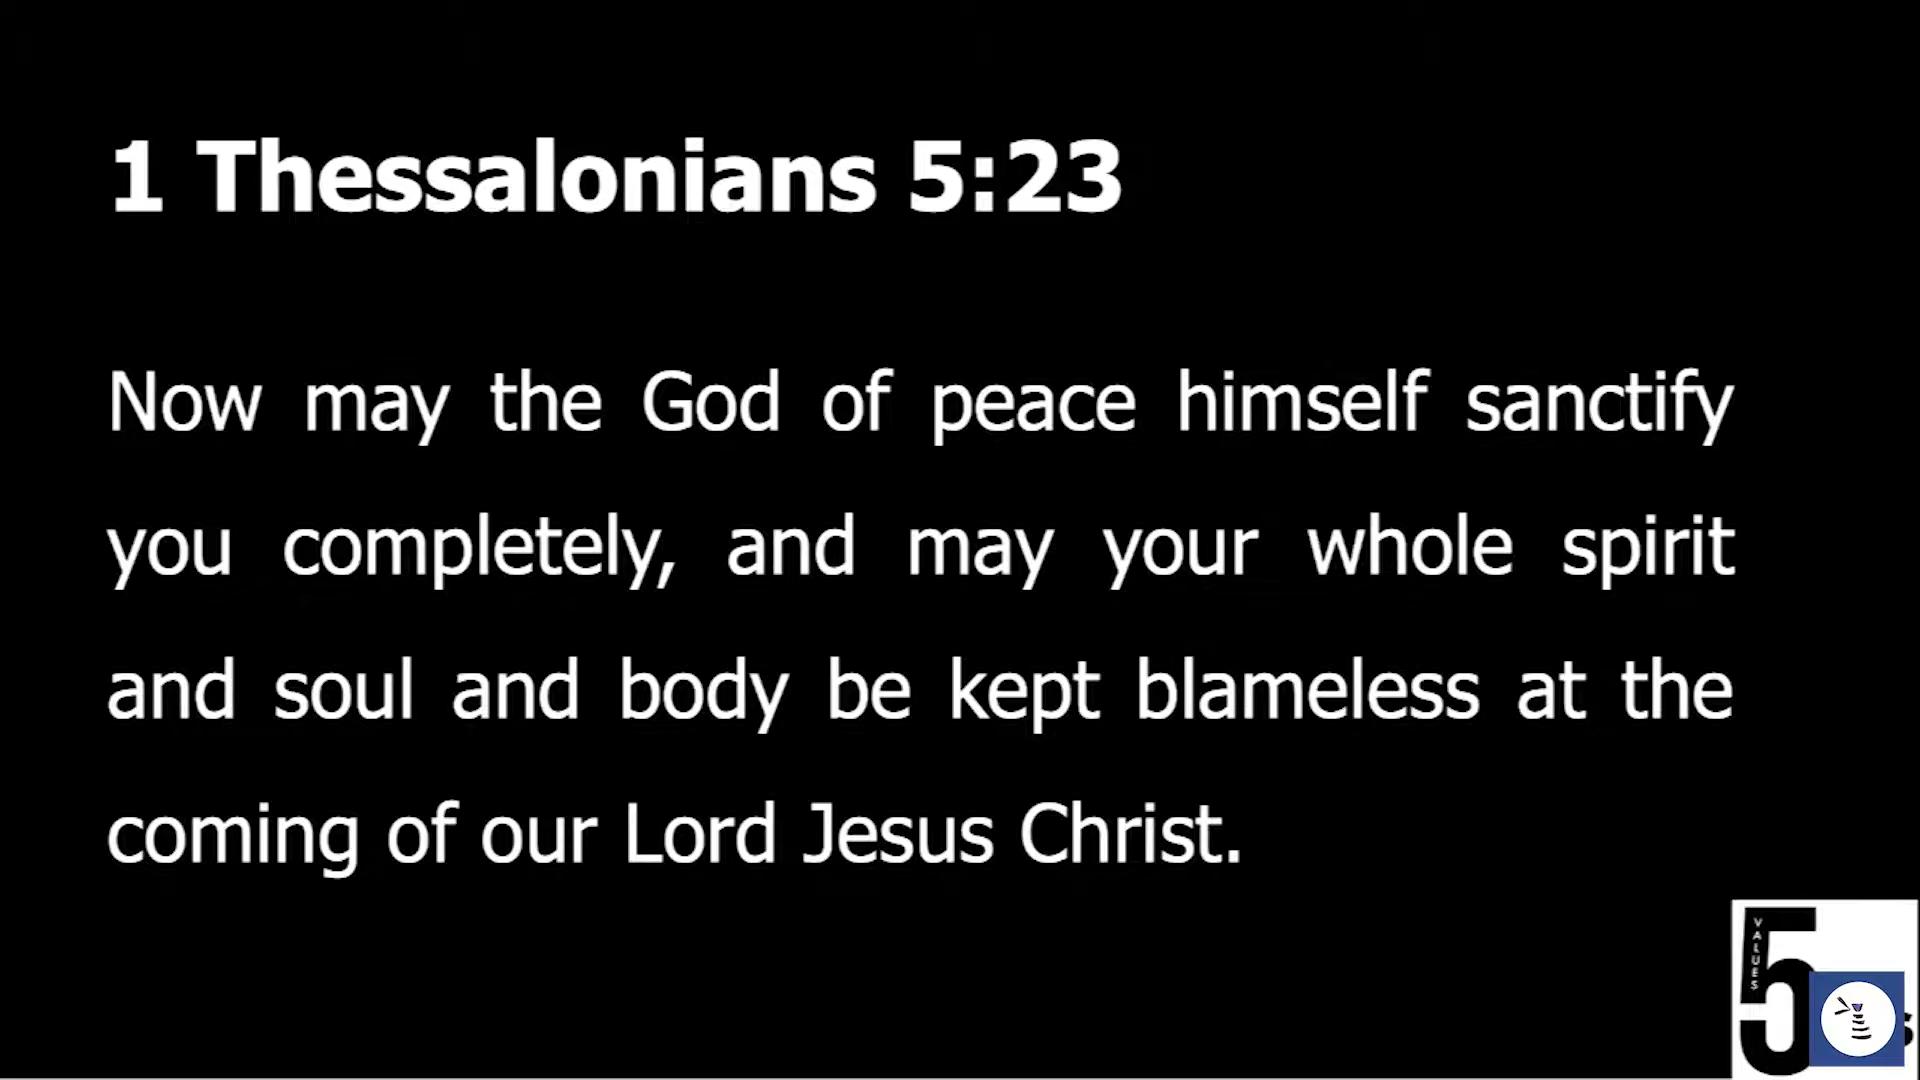 1 Thessalonians 5:23
Now may the God of peace himself sanctify
you completely, and may your whole spirit
and soul and body be kept blameless at the
coming of our Lord Jesus Christ.
5
VALUES